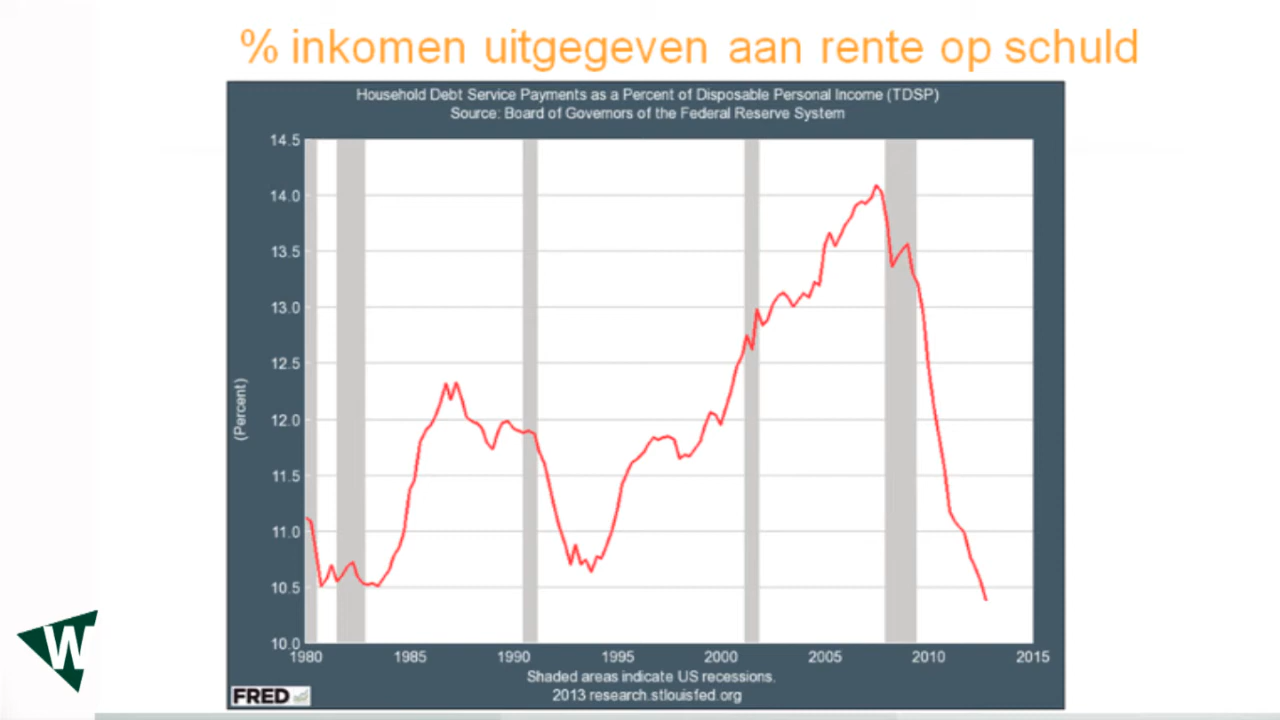 % inkomen uitgegeven aan rente op schuld
Household Debt Service Payments as a Percent of Disposable Personal Income (TDSP)
Source: Board of Governors of the Federal Reserve System
14.5
14.0
13.5
13.0
12.5
12.0
11.5
11.0
10.5
10.0
(Percent)
1980 1985 1990 1995 2000 2005 2010 2015
Shaded areas indicate US recessions.
2013 research.stlouisfed.org
FRED
W